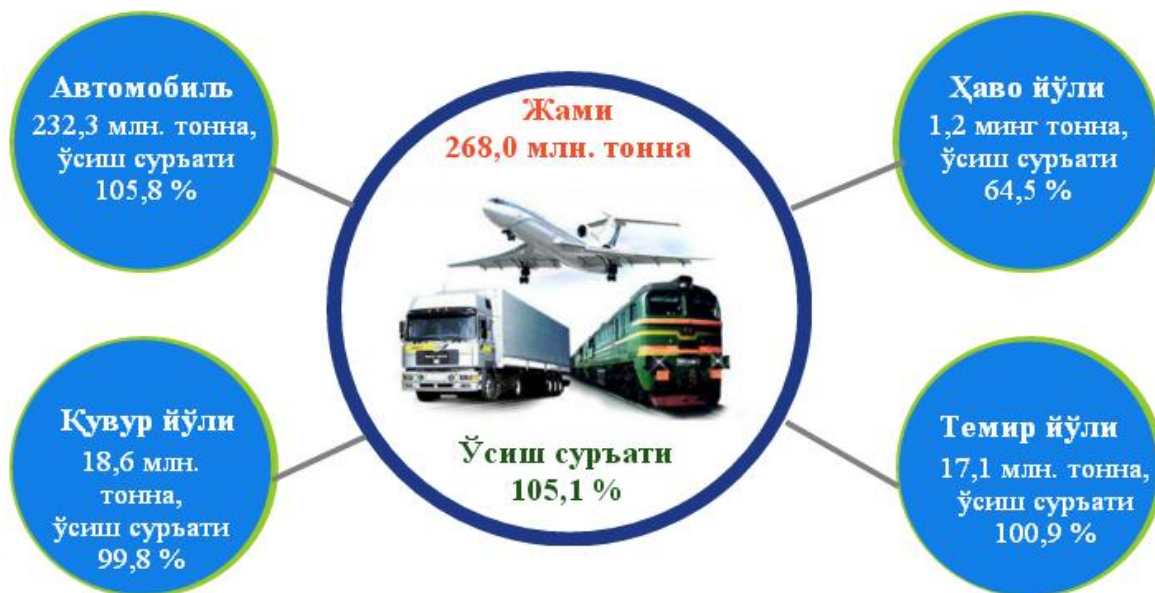 Автомобиль
232,3 млн. тонна,
ўсиш суръати
105,8 %
Жами
268,0 млн. тонна
Ҳаво йўли
1,2 минг тонна,
ўсиш суръати
64,5 %
Қувур йўли
18,6 млн.
тонна,
ўсиш суръати
99,8 %
Ўсиш суръати
105,1 %
Темир йўли
17,1 млн. тонна,
ўсиш суръати
100,9 %